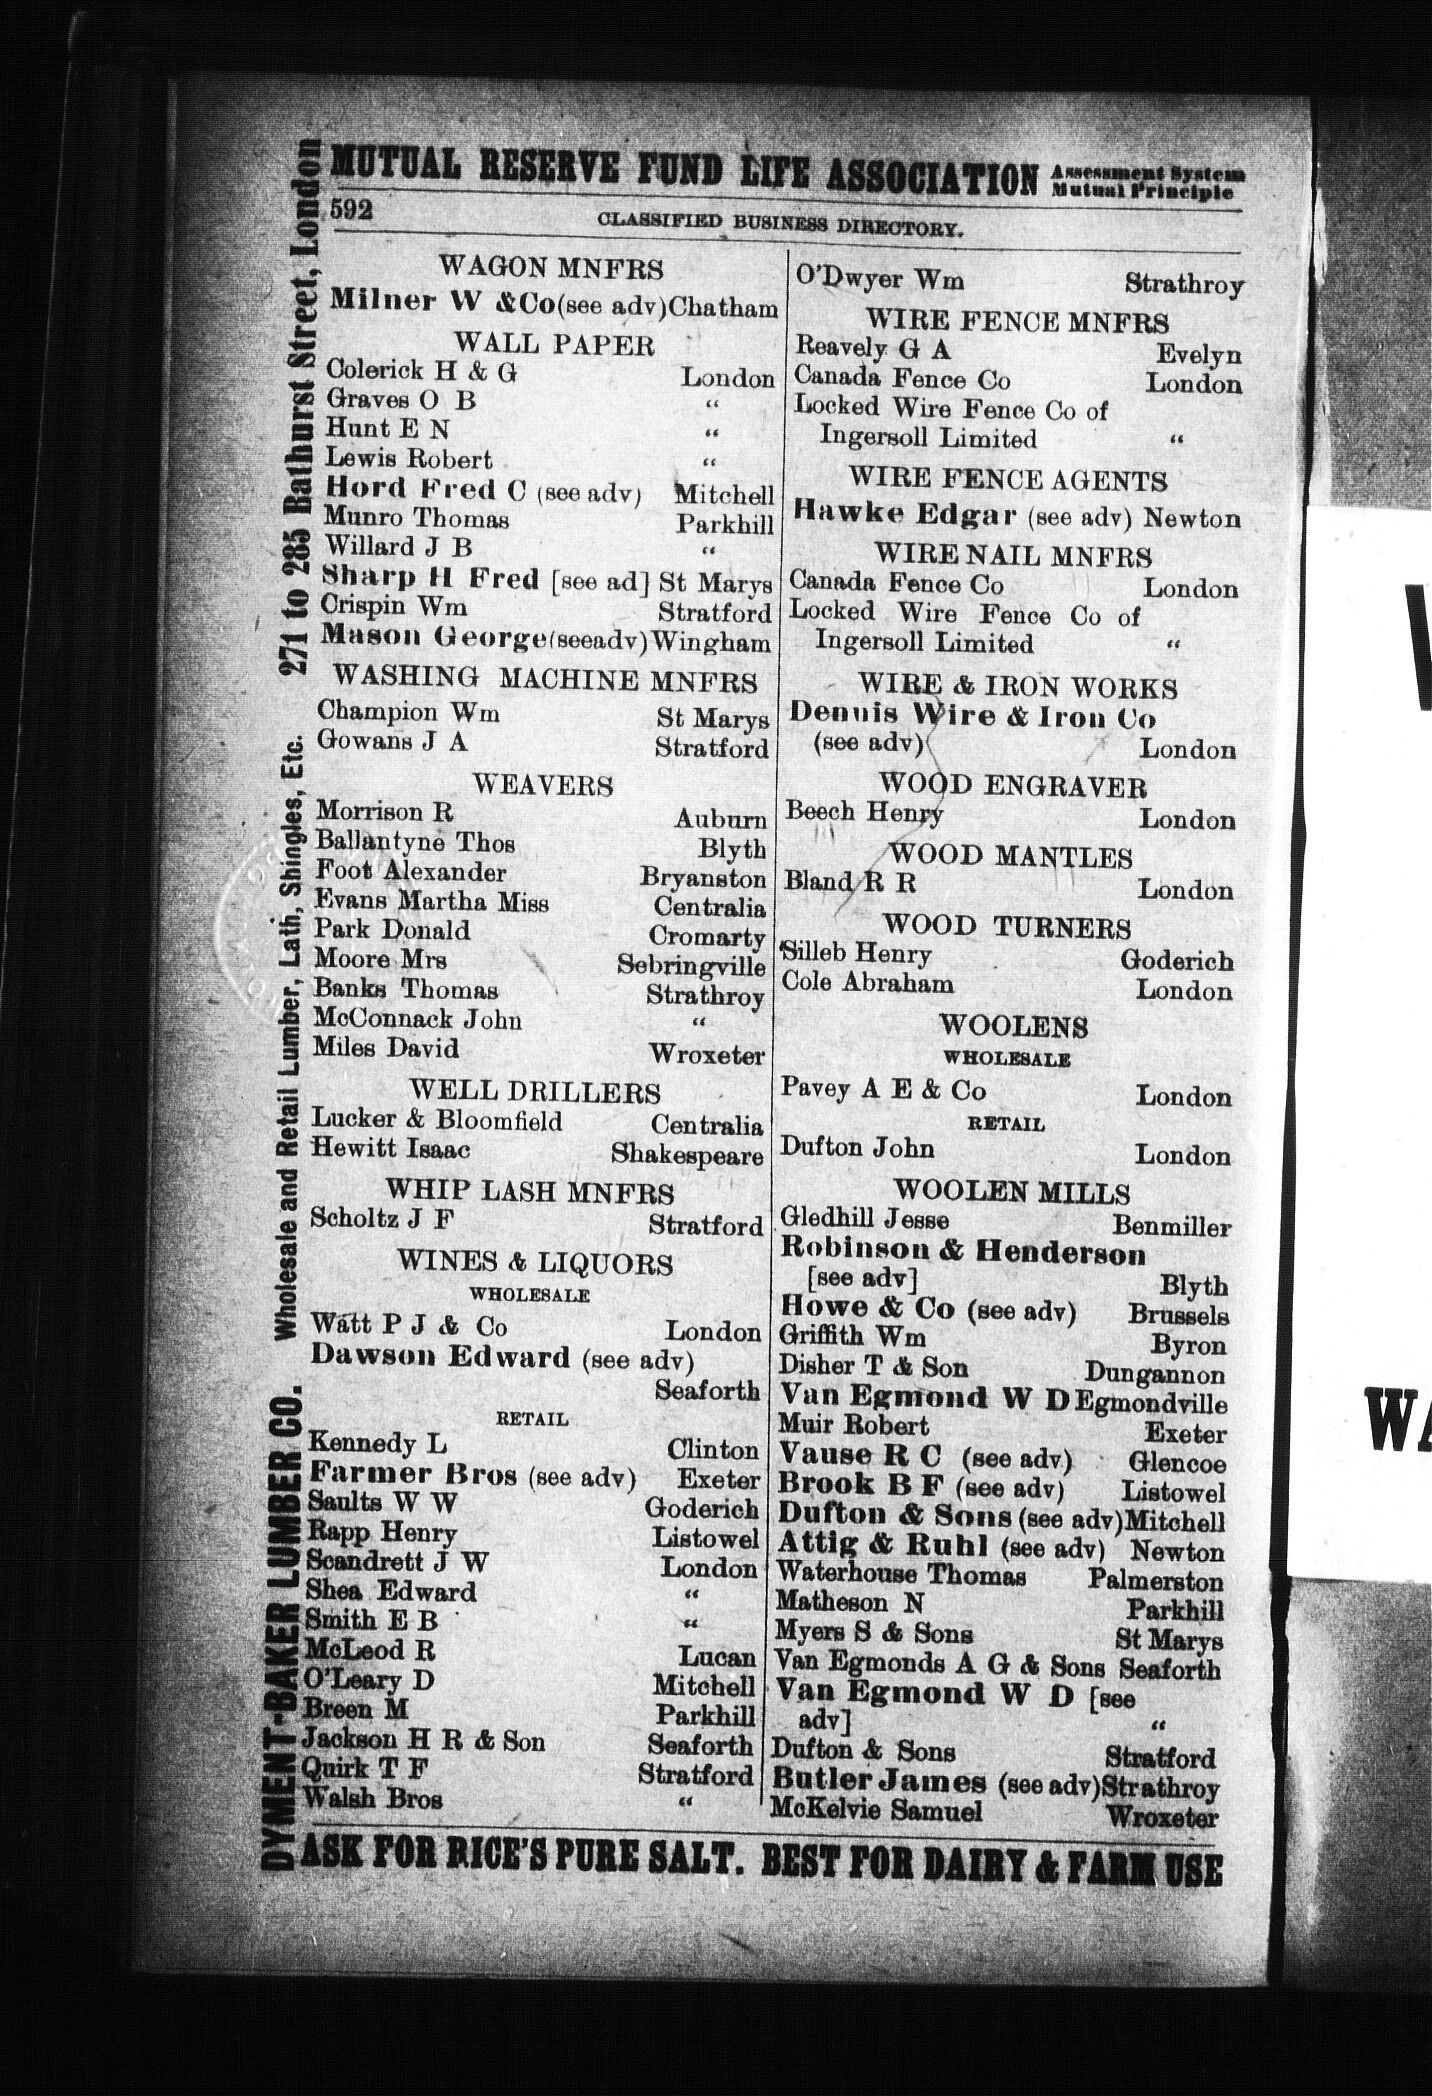 MUTUAL RESERVE FUND LIFE ASSOCIATION Assessment System
Mutual Principle
592 CLASSIFIED BUSINESS DIRECTORY.
WAGON MNFRS
Milner W &Co(see adv)Chatham
WALL PAPER
Colerick H & G London
Graves O B "
Hunt E N "
Lewis Robert "
Hord Fred C (see adv) Mitchell
Munro Thomas Parkhill
Willard J B "
Sharp H Fred [see ad] St Marys
Crispin Wm Stratford
Mason George(seeadv)Wingham
WASHING MACHINE MNFRS
Champion Wm St Marys
Gowans J A Stratford
WEAVERS
Morrison R Auburn
Ballantyne Thos Blyth
Foot Alexander Bryanston
Evans Martha Miss Centralia
Park Donald Cromarty
Moore Mrs Sebringville
Banks Thomas Strathroy
McConnack John "
Miles David Wroxeter
WELL DRILLERS
Lucker & Bloomfield Centralia
Hewitt Isaac Shakespeare
WHIP LASH MNFRS
Scholtz J F Stratford
WINES & LIQUORS
WHOLESALE
Watt P J & Co London
Dawson Edward (see adv)
Seaforth
RETAIL
Kennedy L Clinton
Farmer Bros (see adv) Exeter
Saults W W Goderich
Rapp Henry Listowel
Scandrett J W London
Shea Edward "
Smith E B "
McLeod R Lucan
O'Leary D Mitchell
Breen M Parkhill
Jackson H R & Son Seaforth
Quirk T F Stratford
Walsh Bros "
O'Dwyer Wm Strathroy
WIRE FENCE MNFRS
Reavely G A Evelyn
Canada Fence Co London
Locked Wire Fence Co of
Ingersoll Limited "
WIRE FENCE AGENTS
Hawke Edgar (see adv) Newton
WIRE NAIL MNFRS
Canada Fence Co London
Locked Wire Fence Co of
Ingersoll Limited "
WIRE & IRON WORKS
Dennis Wire & Iron Co
(see adv) London
WOOD ENGRAVER
Beech Henry London
WOOD MANTLES
Bland R R London
WOOD TURNERS
Silleb Henry Goderich
Cole Abraham London
WOOLENS
WHOLESALE
Pavey A E & Co London
RETAIL
Dufton John London
WOOLEN MILLS
Gledhill Jesse Benmiller
Robinson & Henderson
[see adv] Blyth
Howe & Co (see adv) Brussels
Griffith Wm Byron
Disher T & Son Dungannon
Van Egmond W D Egmondville
Muir Robert Exeter
Vause R C (see adv) Glencoe
Brook B F (see adv) Listowel
Dufton & Sons (see adv)Mitchell
Attig & Ruhl (see adv) Newton
Waterhouse Thomas Palmerston
Matheson N Parkhill
Myers S & Sons St Marys
Van Egmonds A G & Sons Seaforth
Van Egmond W D [see
adv] "
Dufton & Sons Stratford
Butler James (see adv)Strathroy
McKelvie Samuel Wroxeter
ASK FOR RICE'S PURE SALT. BEST FOR DAIRY & FARM USE
DYMENT-BAKER LUMBER CO. Wholesale and Retail Lumber, Lath, Shingles, Etc. 271 to 285 Bathurst Street, London